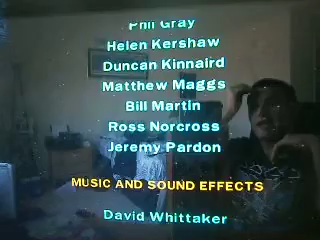 Phil Gray
Helen Kershaw
Duncan Kinnaird
Matthew Maggs
Bill Martin
Ross Norcross
Jeremy Pardon
MUSIC AND SOUND EFFECTS
David Whittaker